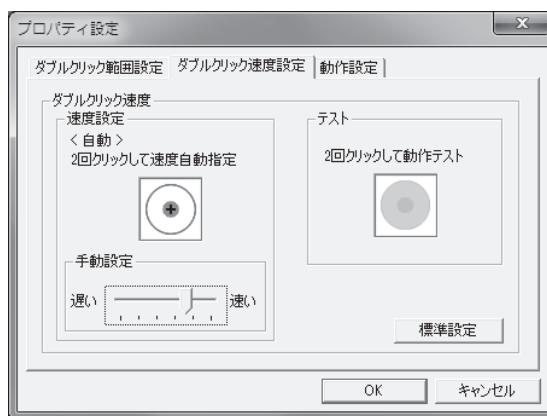 プロパティ設定
ダブルクリック範囲設定 ダブルクリック速度設定 動作設定
ダブルクリック速度
速度設定
<自動>
2回クリックして速度自動指定
手動設定
遅い 速い
テスト
2回クリックして動作テスト
標準設定
OK キャンセル